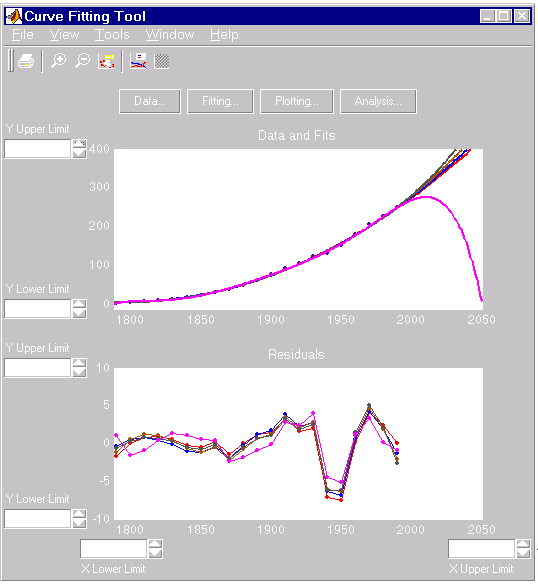 Curve Fitting Tool
File View Tools Window Help
Data... Fitting... Plotting... Analysis...
Y Upper Limit
Data and Fits
400
300
200
100
0
Y Lower Limit
1800 1850 1900 1950 2000 2050
Y Upper Limit
Residuals
10
5
0
-5
-10
Y Lower Limit
1800 1850 1900 1950 2000 2050
X Lower Limit X Upper Limit